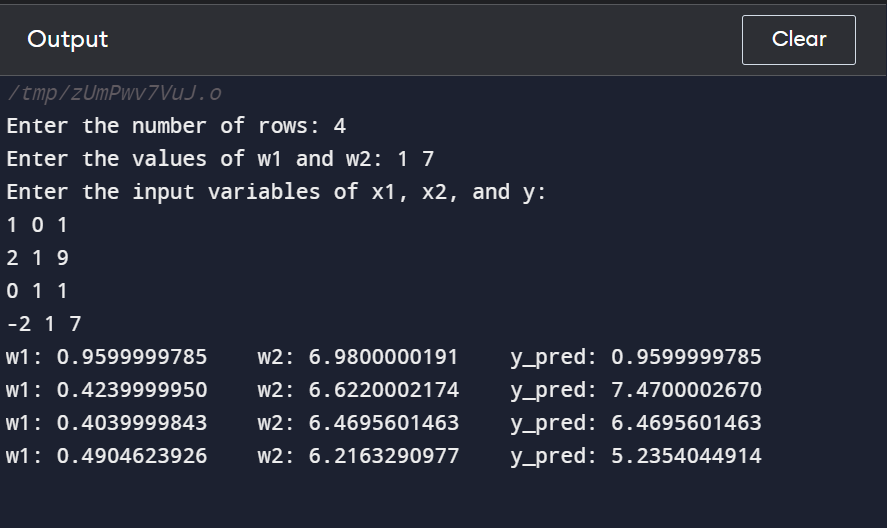 Output
Clear
/tmp/zUmPwv7VuJ.o
Enter the number of rows: 4
Enter the values of w1 and w2: 1 7
Enter the input variables of x1, x2, and y:
1 0 1
2 1 9
0 1 1
-2 1 7
w1: 0.9599999785    w2: 6.9800000191    y_pred: 0.9599999785
w1: 0.4239999950    w2: 6.6220002174    y_pred: 7.4700002670
w1: 0.4039999843    w2: 6.4695601463    y_pred: 6.4695601463
w1: 0.4904623926    w2: 6.2163290977    y_pred: 5.2354044914